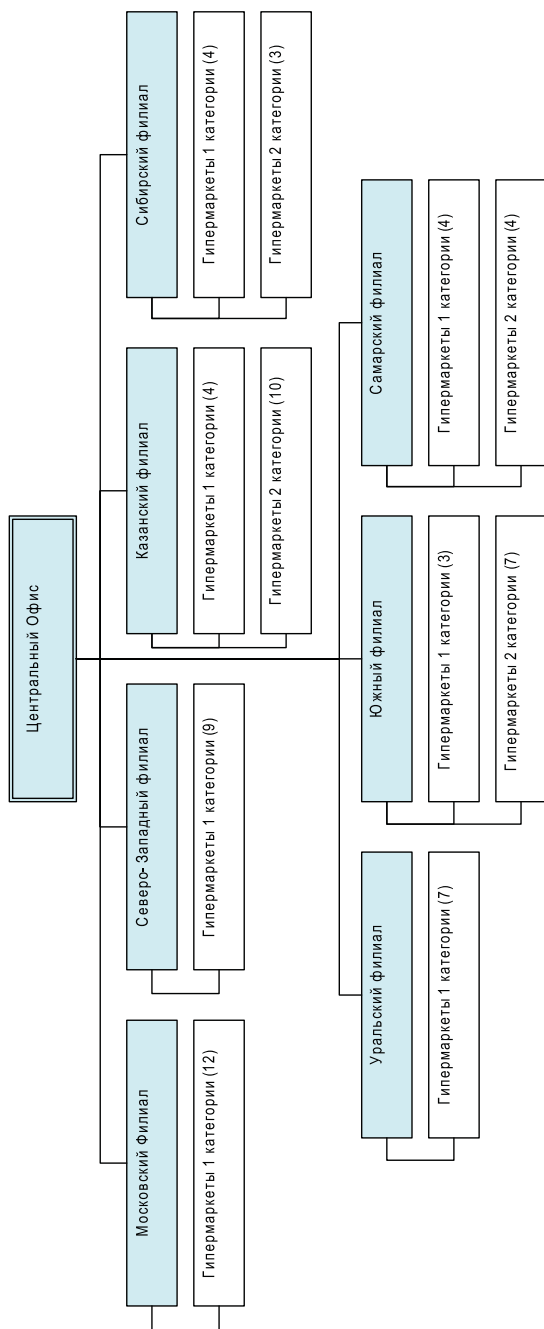 Центральный Офис
Московский Филиал
Гипермаркеты 1 категории (12)
Северо- Западный филиал
Гипермаркеты 1 категории (9)
Казанский филиал
Гипермаркеты 1 категории (4)
Гипермаркеты 2 категории (10)
Сибирский филиал
Гипермаркеты 1 категории (4)
Гипермаркеты 2 категории (3)
Уральский филиал
Гипермаркеты 1 категории (7)
Южный филиал
Гипермаркеты 1 категории (3)
Гипермаркеты 2 категории (7)
Самарский филиал
Гипермаркеты 1 категории (4)
Гипермаркеты 2 категории (4)